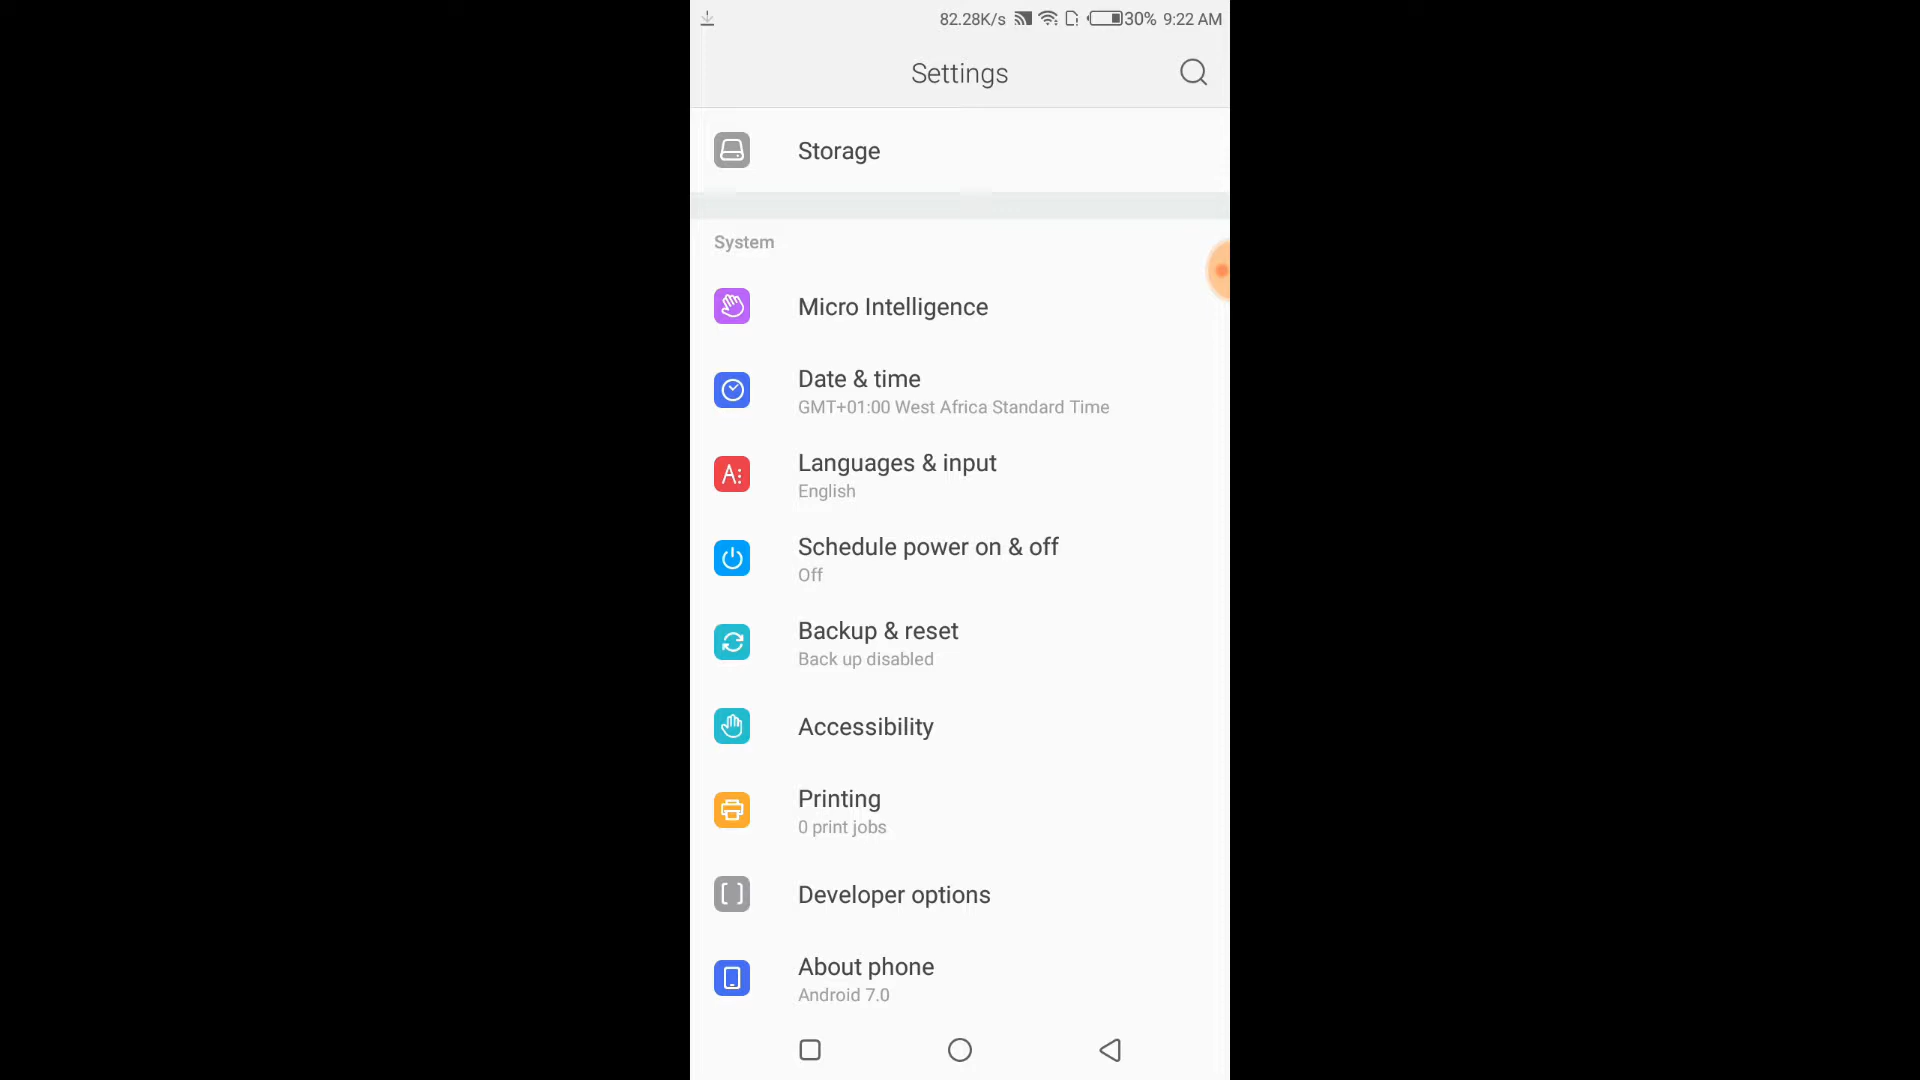 82.28K/s 30% 9:22 AM
Settings
Storage
System
Micro Intelligence
Date & time
GMT+01:00 West Africa Standard Time
A: Languages & input
English
Schedule power on & off
Off
Backup & reset
Back up disabled
Accessibility
Printing
0 print jobs
Developer options
About phone
Android 7.0